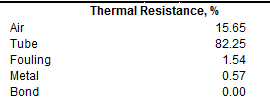 Thermal Resistance, %
Air 15.65
Tube 82.25
Fouling 1.54
Metal 0.57
Bond 0.00